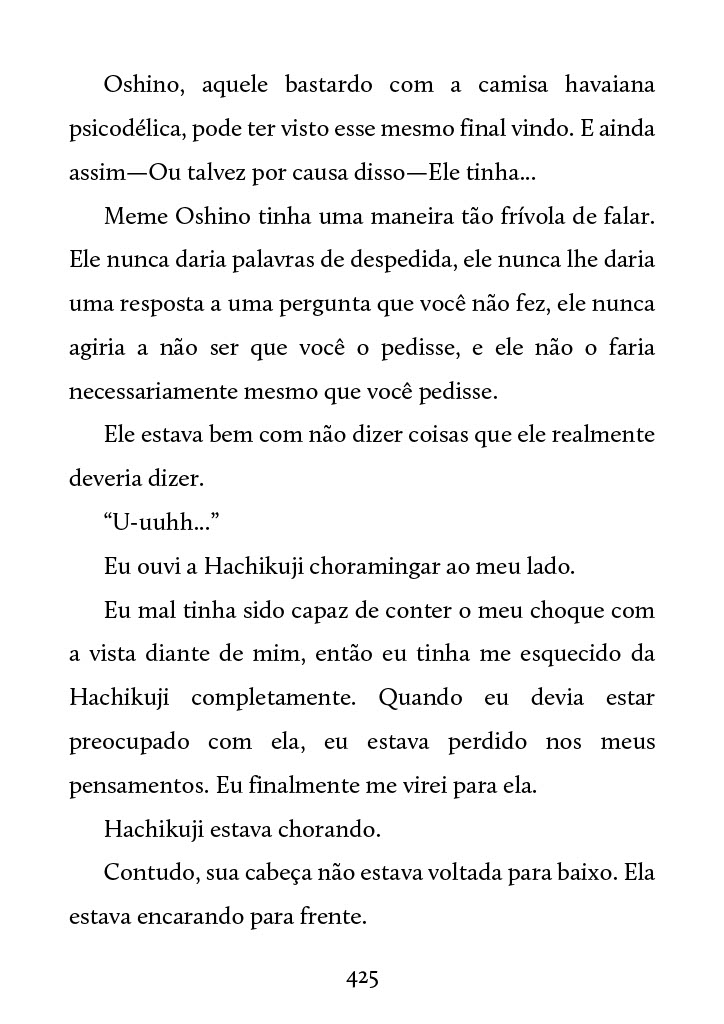 Oshino, aquele bastardo com a camisa havaiana
psicodélica, pode ter visto esse mesmo final vindo. E ainda
assim—Ou talvez por causa disso—Ele tinha...
Meme Oshino tinha uma maneira tão frívola de falar.
Ele nunca daria palavras de despedida, ele nunca lhe daria
uma resposta a uma pergunta que você não fez, ele nunca
agiria a não ser que você o pedisse, e ele não o faria
necessariamente mesmo que você pedisse.
Ele estava bem com não dizer coisas que ele realmente
deveria dizer.
“U-uuhh...”
Eu ouvi a Hachikuji choramingar ao meu lado.
Eu mal tinha sido capaz de conter o meu choque com
a vista diante de mim, então eu tinha me esquecido da
Hachikuji completamente. Quando eu devia estar
preocupado com ela, eu estava perdido nos meus
pensamentos. Eu finalmente me virei para ela.
Hachikuji estava chorando.
Contudo, sua cabeça não estava voltada para baixo. Ela
estava encarando para frente.
425